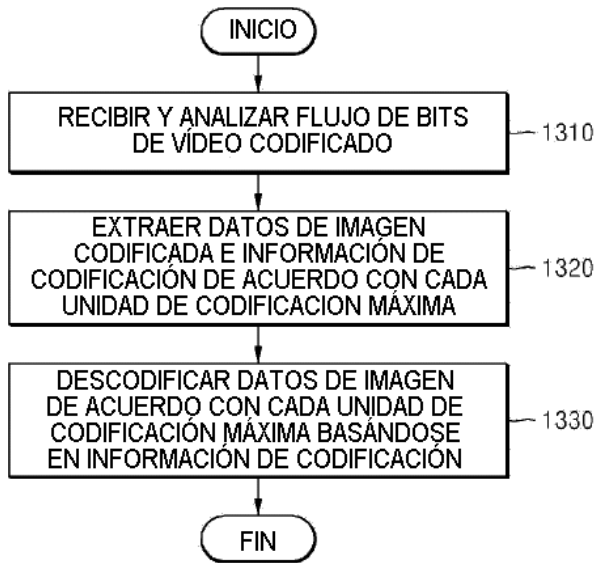 INICIO
RECIBIR Y ANALIZAR FLUJO DE BITS
DE VÍDEO CODIFICADO
1310
EXTRAER DATOS DE IMAGEN
CODIFICADA E INFORMACIÓN DE
CODIFICACIÓN DE ACUERDO CON CADA
UNIDAD DE CODIFICACION MÁXIMA
1320
DESCODIFICAR DATOS DE IMAGEN
DE ACUERDO CON CADA UNIDAD DE
CODIFICACIÓN MÁXIMA BASÁNDOSE
EN INFORMACIÓN DE CODIFICACIÓN
1330
FIN